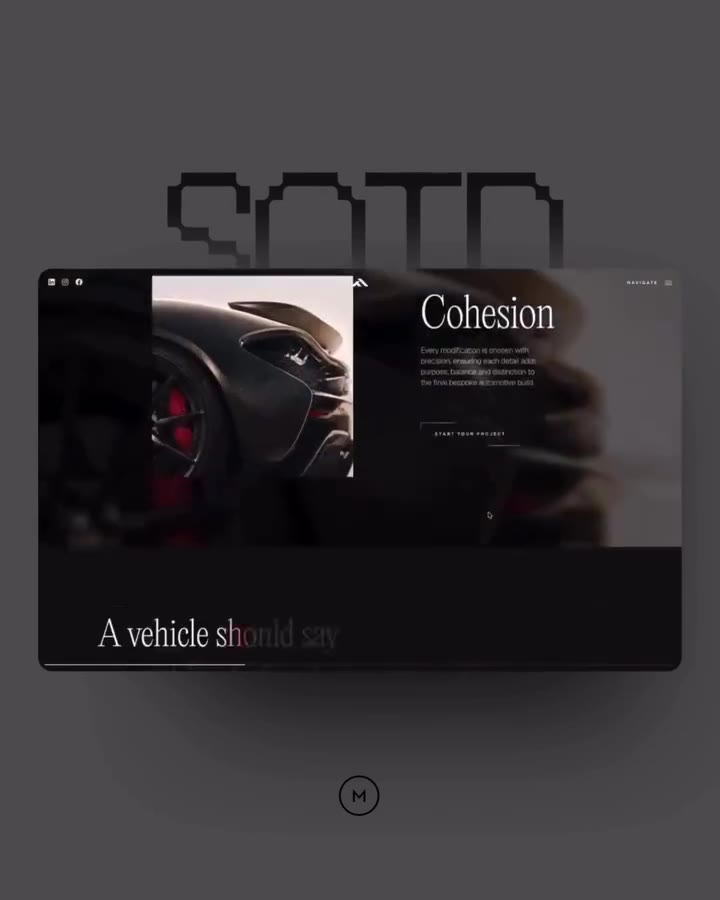 SOTD
NAVIGATE
Cohesion
Every modification is chosen with
precision, ensuring each detail adds
purpose, balance and distinction to
the final bespoke automotive build.
START YOUR PROJECT
A vehicle should say
M